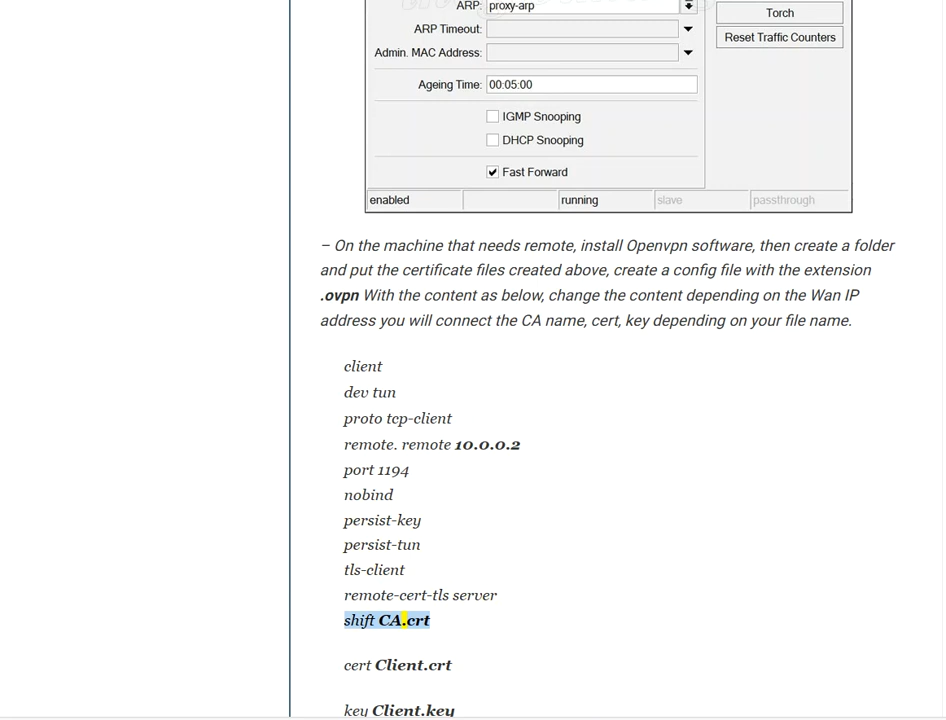 ARP: proxy-arp
Torch
ARP Timeout:
Reset Traffic Counters
Admin. MAC Address:
Ageing Time: 00:05:00
IGMP Snooping
DHCP Snooping
Fast Forward
enabled running slave passthrough
– On the machine that needs remote, install Openvpn software, then create a folder
and put the certificate files created above, create a config file with the extension
.ovpn With the content as below, change the content depending on the Wan IP
address you will connect the CA name, cert, key depending on your file name.
client
dev tun
proto tcp-client
remote. remote 10.0.0.2
port 1194
nobind
persist-key
persist-tun
tls-client
remote-cert-tls server
shift CA.crt
cert Client.crt
key Client.key